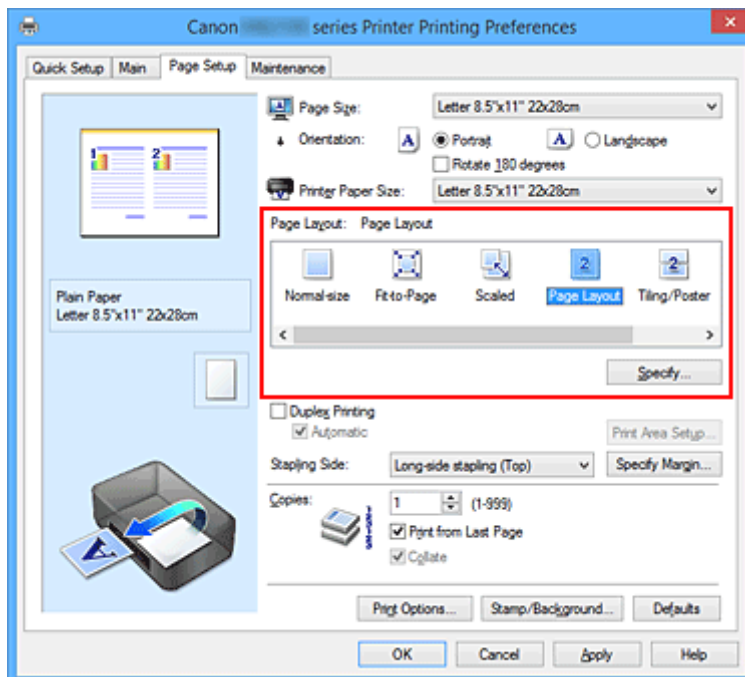 Canon series Printer Printing Preferences
Quick Setup Main Page Setup Maintenance
Page Size: Letter 8.5"x11" 22x28cm
Orientation: A Portrait A Landscape
Rotate 180 degrees
Printer Paper Size: Letter 8.5"x11" 22x28cm
1 2
Page Layout: Page Layout
2 2
Normal-size Fit-to-Page Scaled Page Layout Tiling/Poster
Plain Paper
Letter 8.5"x11" 22x28cm
Specify...
Duplex Printing
Automatic Print Area Setup...
Stapling Side: Long-side stapling (Top) Specify Margin...
Copies: 1 (1-999)
Print from Last Page
Collate
A
Print Options... Stamp/Background... Defaults
OK Cancel Apply Help